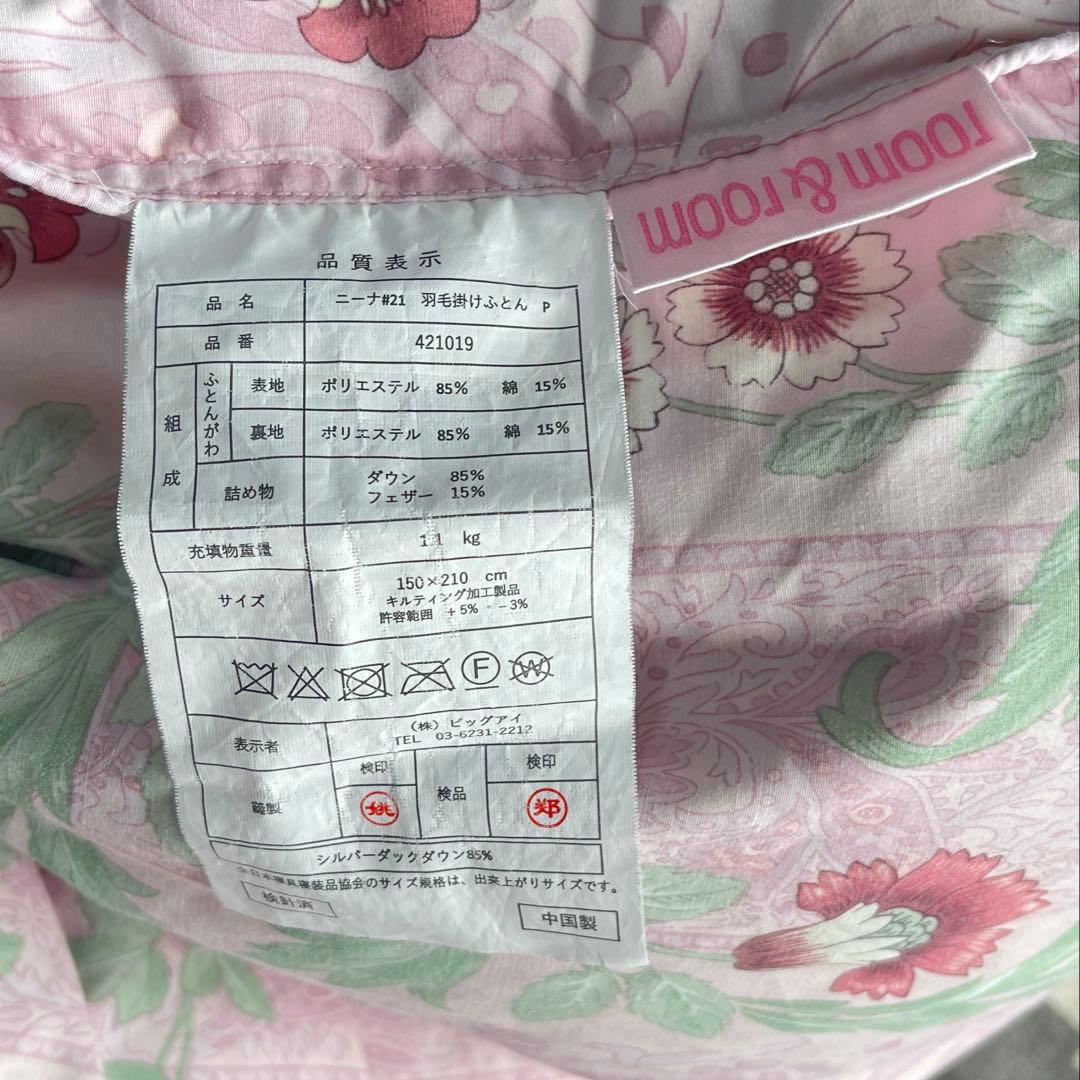 room&room
品質表示
品名 ニーナ#21 羽毛掛けふとん P
品番 421019
組成 ふとんがわ 表地 ポリエステル 85% 綿 15%
裏地 ポリエステル 85% 綿 15%
詰め物 ダウン 85%
フェザー 15%
充填物重量 1.1 kg
サイズ 150×210 cm
キルティング加工製品
許容範囲 +5% -3%
F W
表示者 (株)ビッグアイ
TEL 03-6231-2212
縫製 検印 姚 検品 検印 郑
シルバーダックダウン85%
全日本寝具寝装品協会のサイズ規格は、出来上がりサイズです。
検針済
中国製